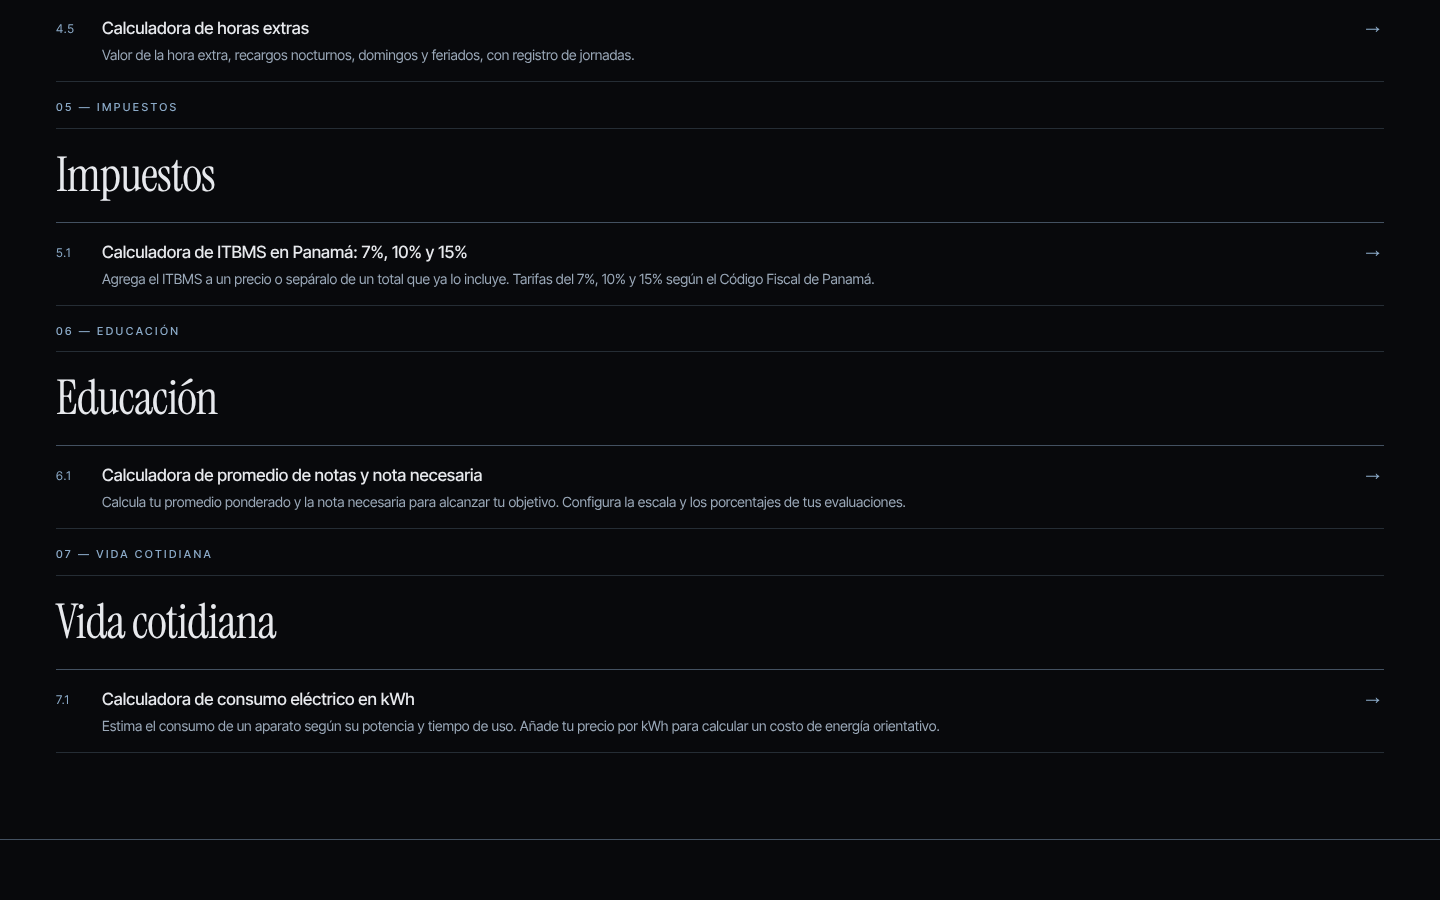 4.5 Calculadora de horas extras →
Valor de la hora extra, recargos nocturnos, domingos y feriados, con registro de jornadas.
05 — IMPUESTOS
Impuestos
5.1 Calculadora de ITBMS en Panamá: 7%, 10% y 15% →
Agrega el ITBMS a un precio o sepáralo de un total que ya lo incluye. Tarifas del 7%, 10% y 15% según el Código Fiscal de Panamá.
06 — EDUCACIÓN
Educación
6.1 Calculadora de promedio de notas y nota necesaria →
Calcula tu promedio ponderado y la nota necesaria para alcanzar tu objetivo. Configura la escala y los porcentajes de tus evaluaciones.
07 — VIDA COTIDIANA
Vida cotidiana
7.1 Calculadora de consumo eléctrico en kWh →
Estima el consumo de un aparato según su potencia y tiempo de uso. Añade tu precio por kWh para calcular un costo de energía orientativo.